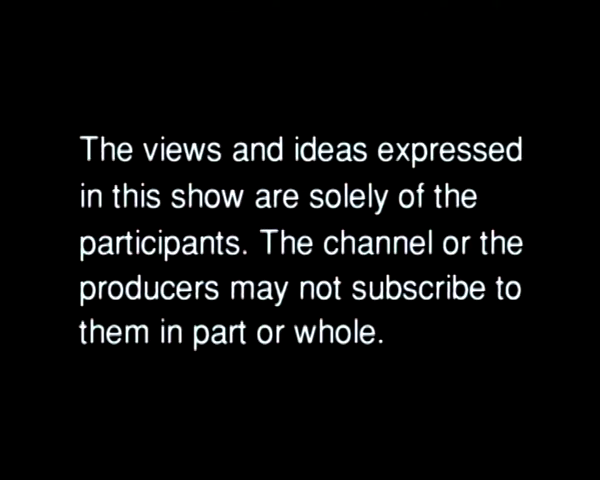 The views and ideas expressed
in this show are solely of the
participants. The channel or the
producers may not subscribe to
them in part or whole.